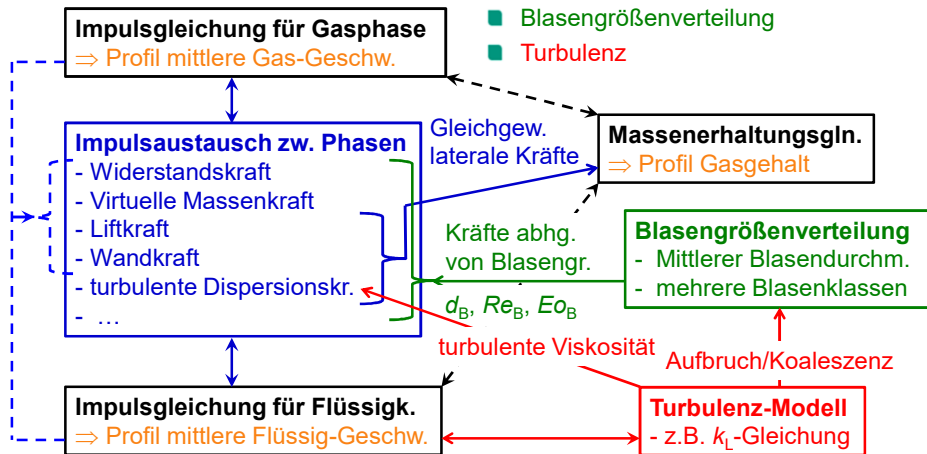 Impulsgleichung für Gasphase
⇒ Profil mittlere Gas-Geschw.
Blasengrößenverteilung
Turbulenz
Impulsaustausch zw. Phasen
- Widerstandskraft
- Virtuelle Massenkraft
- Liftkraft
- Wandkraft
- turbulente Dispersionskr.
- ...
Gleichgew.
laterale Kräfte
Massenerhaltungsgln.
⇒ Profil Gasgehalt
Kräfte abhg.
von Blasengr.
d_B, Re_B, Eo_B
Blasengrößenverteilung
- Mittlerer Blasendurchm.
- mehrere Blasenklassen
turbulente Viskosität
Aufbruch/Koaleszenz
Impulsgleichung für Flüssigk.
⇒ Profil mittlere Flüssig-Geschw.
Turbulenz-Modell
- z.B. k_L-Gleichung